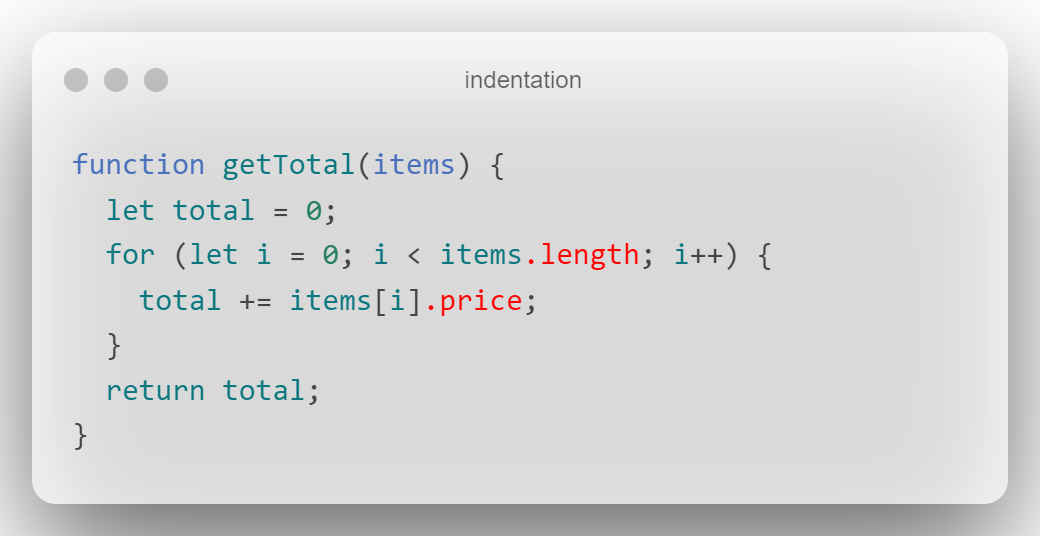 indentation
function getTotal(items) {
  let total = 0;
  for (let i = 0; i < items.length; i++) {
    total += items[i].price;
  }
  return total;
}